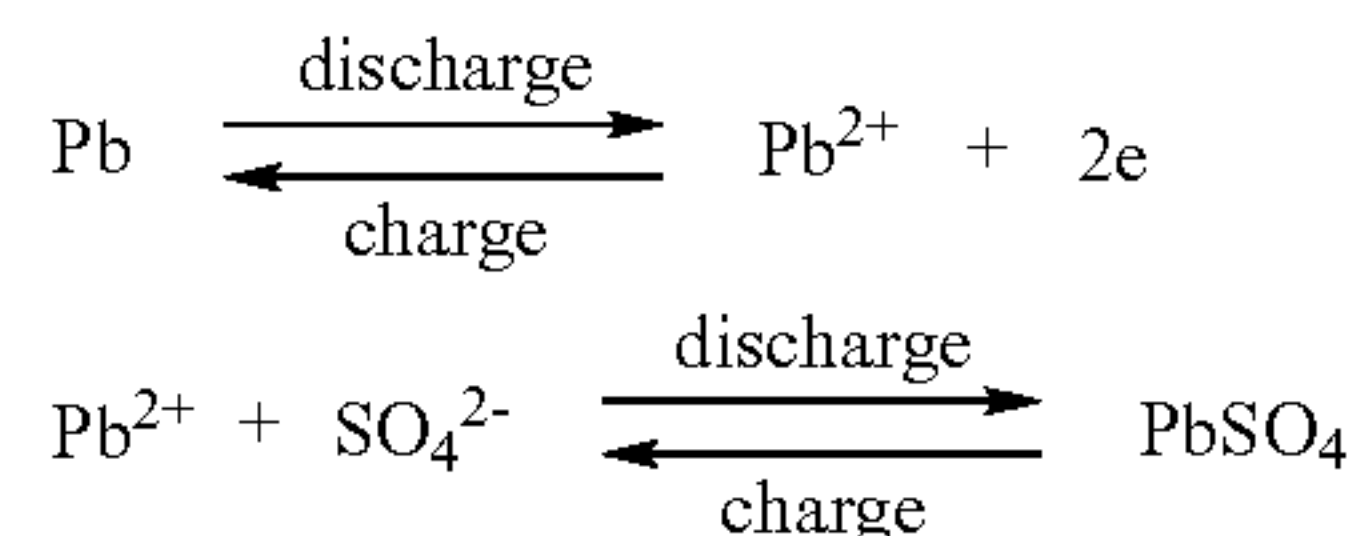 discharge
Pb ⇌ Pb²⁺ + 2e
charge
discharge
Pb²⁺ + SO₄²⁻ ⇌ PbSO₄
charge